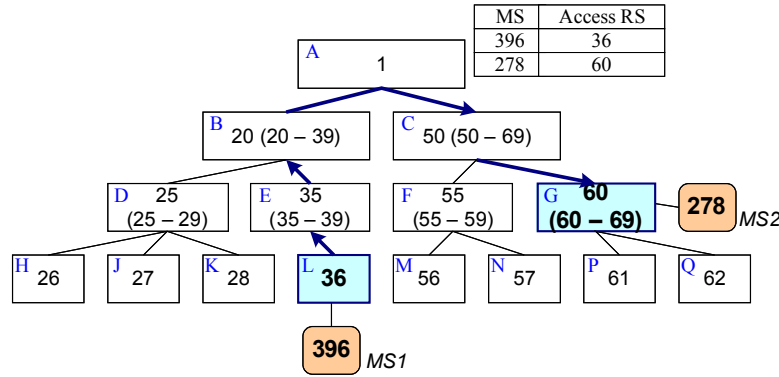 MS Access RS
396 36
278 60
A
1
B
20 (20 – 39)
C
50 (50 – 69)
D
25
(25 – 29)
E
35
(35 – 39)
F
55
(55 – 59)
G
60
(60 – 69)
278
MS2
H
26
J
27
K
28
L
36
M
56
N
57
P
61
Q
62
396
MS1